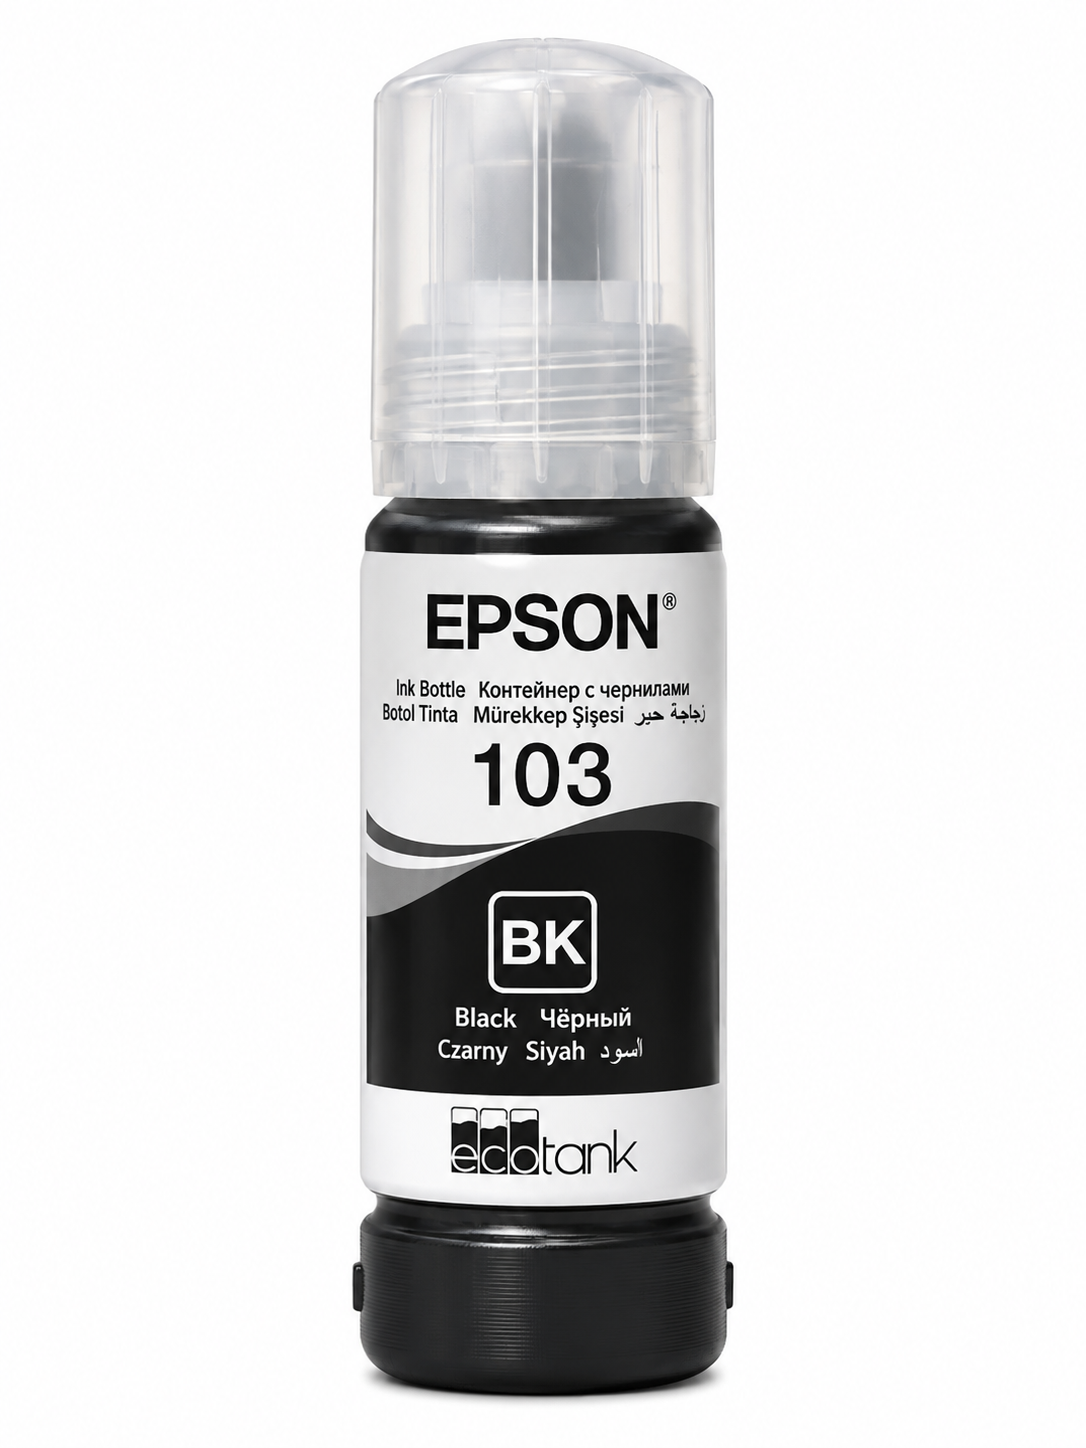 EPSON®
Ink Bottle Контейнер с чернилами
Botol Tinta Mürekkep Şişesi زجاجة حبر
103
BK
Black Чёрный
Czarny Siyah اسود
ecotank